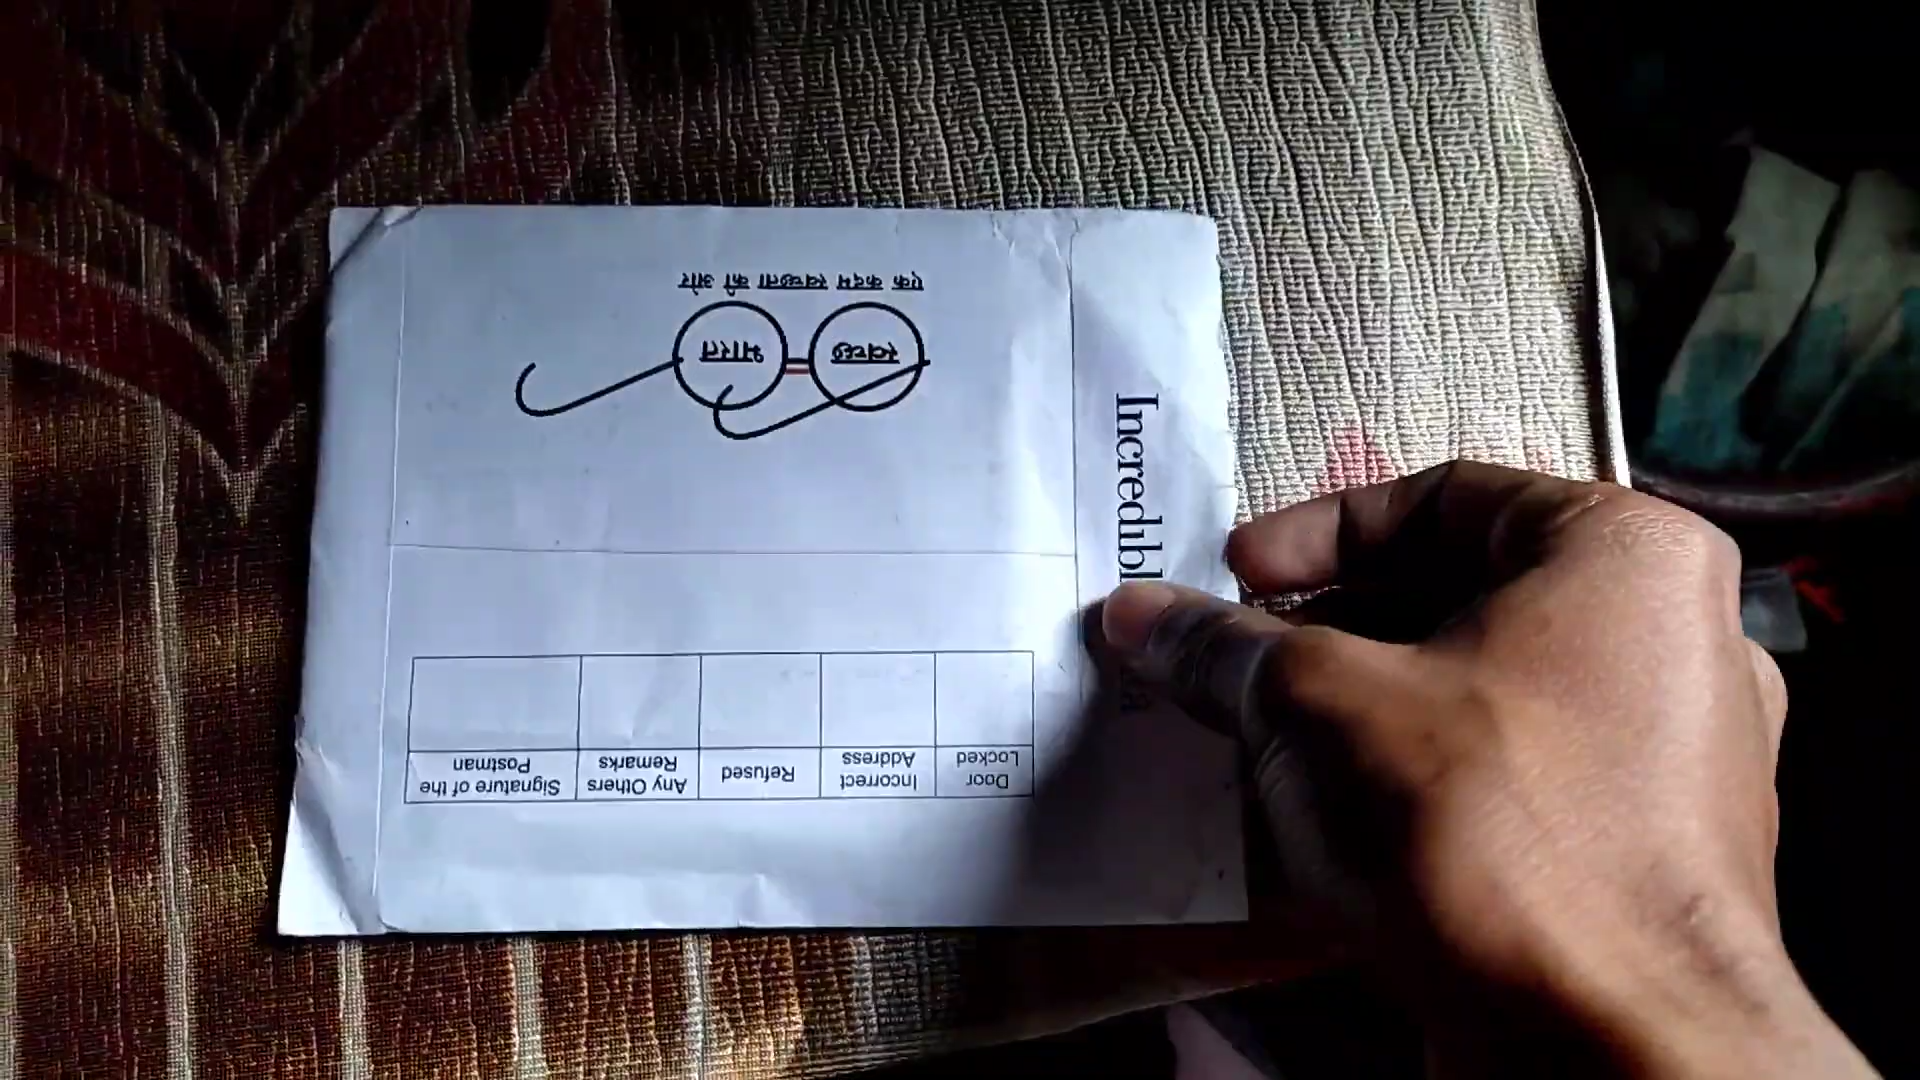 Door Locked
Incorrect Address
Refused
Any Others Remarks
Signature of the Postman
स्वच्छ भारत
एक कदम स्वच्छता की ओर